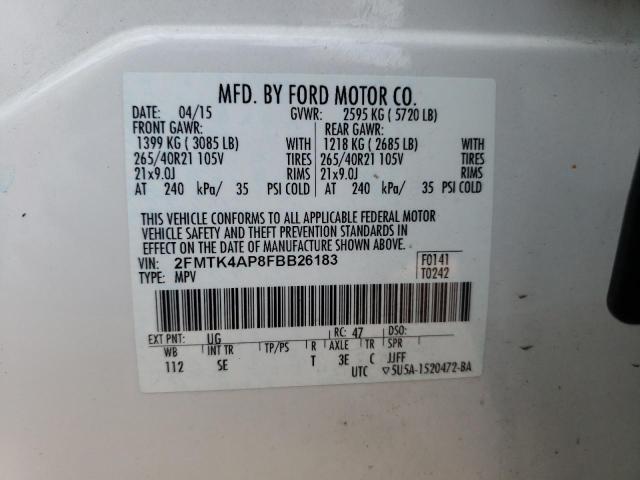 MFD. BY FORD MOTOR CO.
DATE: 04/15 GVWR: 2595 KG ( 5720 LB)
FRONT GAWR: REAR GAWR:
1399 KG ( 3085 LB) WITH 1218 KG ( 2685 LB) WITH
265/40R21 105V TIRES 265/40R21 105V TIRES
21x9.0J RIMS 21x9.0J RIMS
AT 240 kPa/ 35 PSI COLD AT 240 kPa/ 35 PSI COLD
THIS VEHICLE CONFORMS TO ALL APPLICABLE FEDERAL MOTOR
VEHICLE SAFETY AND THEFT PREVENTION STANDARDS IN
EFFECT ON THE DATE OF MANUFACTURE SHOWN ABOVE.
VIN: 2FMTK4AP8FBB26183 F0141
TYPE: MPV T0242
EXT PNT: UG RC: 47 DSO:
WB INT TR TP/PS R AXLE TR SPR
112 SE T 3E C JJFF
UTC ▽5U5A-1520472-BA